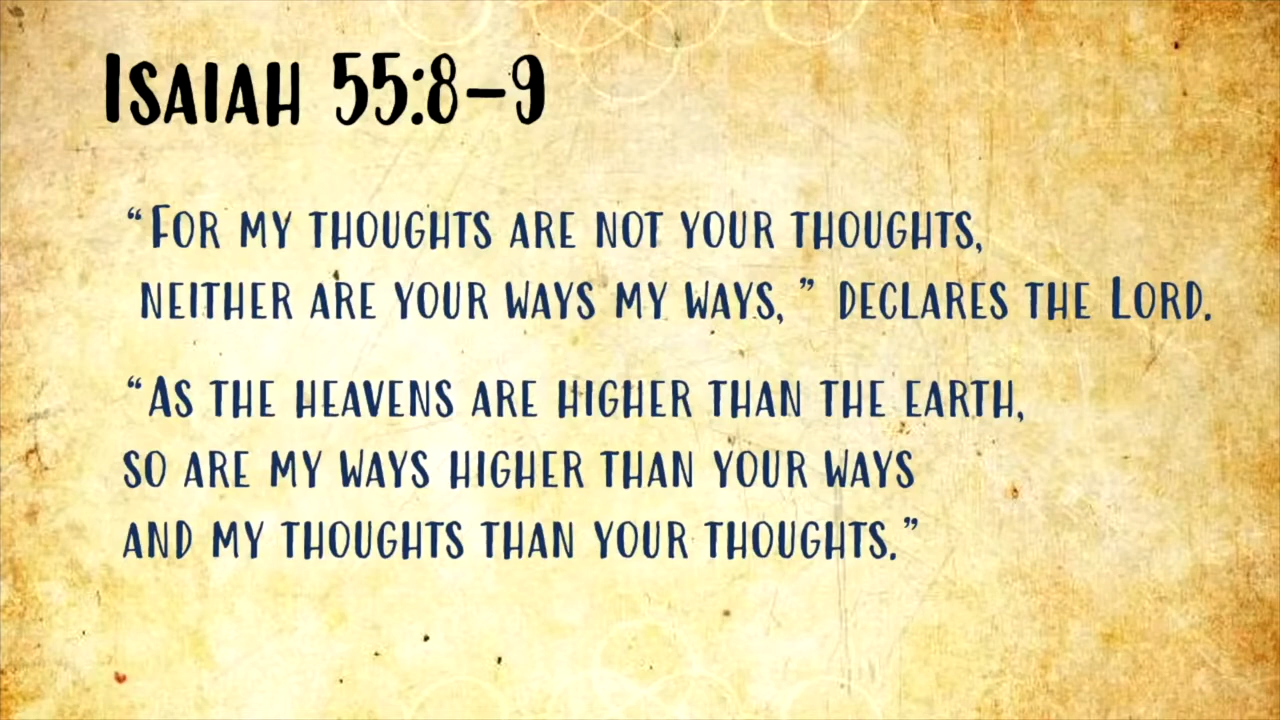 Isaiah 55:8–9
“For my thoughts are not your thoughts,
neither are your ways my ways, ” declares the Lord.
“As the heavens are higher than the earth,
so are my ways higher than your ways
and my thoughts than your thoughts.”